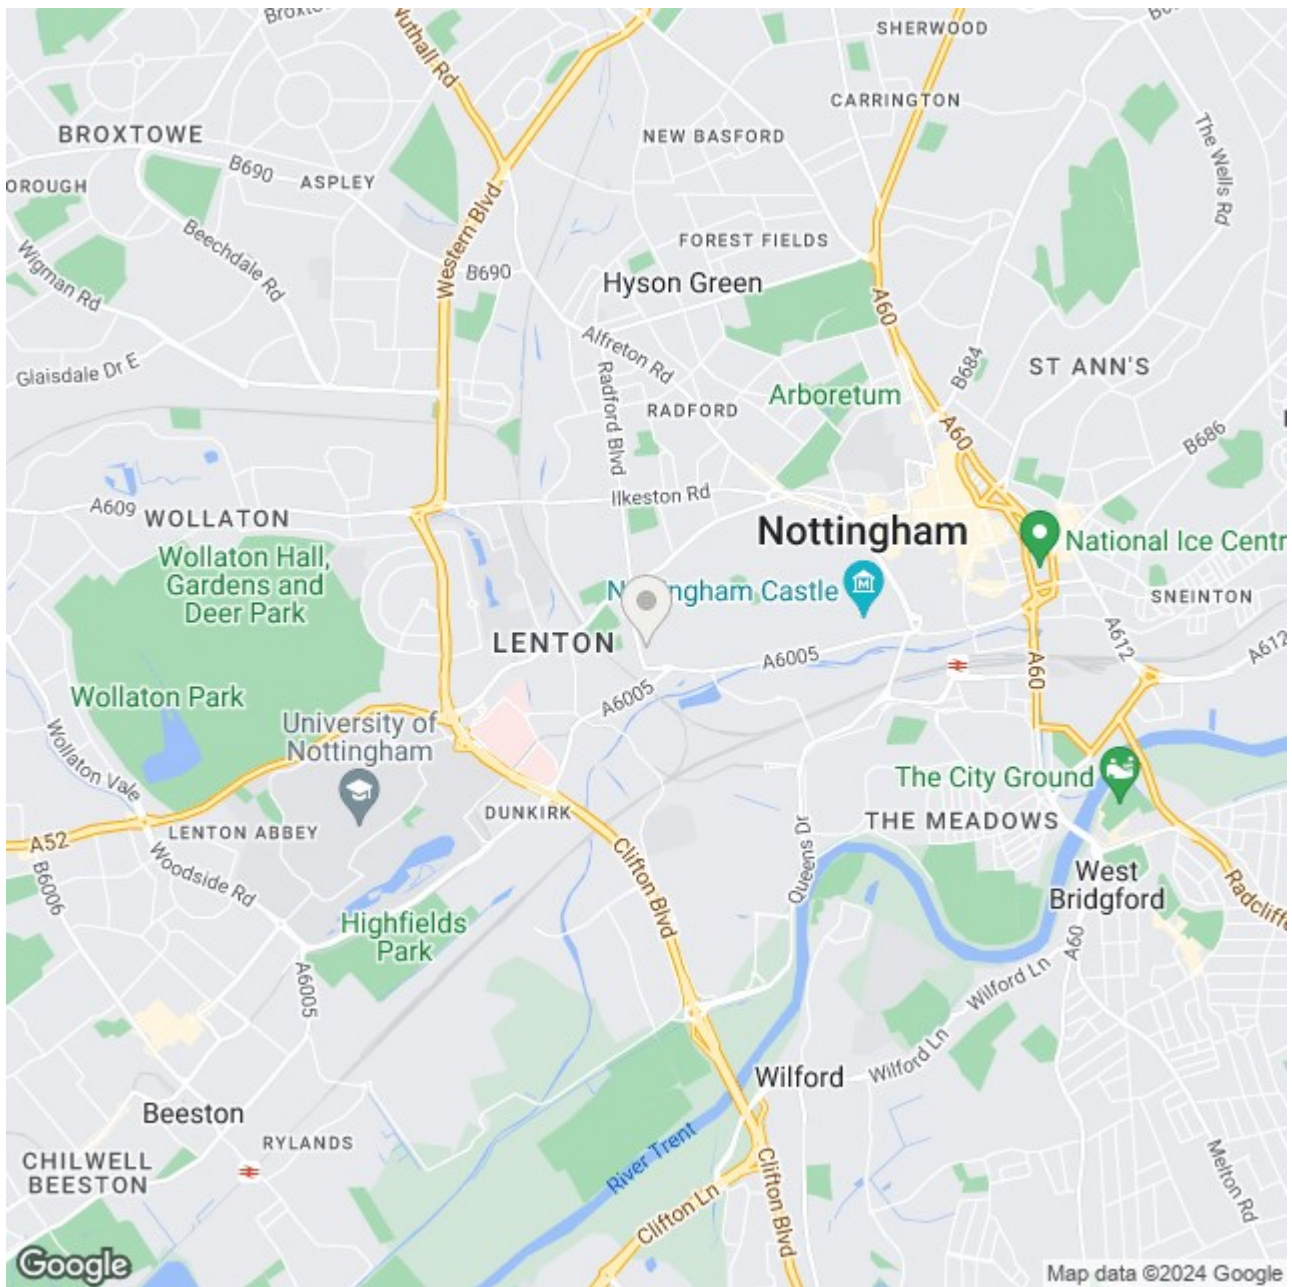 Broxtowe
Nuthall Rd
SHERWOOD
CARRINGTON
The Wells Rd
BROXTOWE
NEW BASFORD
B690
ASPLEY
OROUGH
Western Blvd
Beechdale Rd
FOREST FIELDS
Wigman Rd
B690
Hyson Green
A60
Alfreton Rd
Glaisdale Dr E
Radford Blvd
B684
ST ANN'S
Arboretum
RADFORD
A60
B686
Ilkeston Rd
A609
WOLLATON
Nottingham
National Ice Centr
Wollaton Hall,
Gardens and
Deer Park
Nottingham Castle
SNEINTON
LENTON
A6005
A60
A612
A612
Wollaton Park
A6005
University of
Nottingham
Wollaton Vale
The City Ground
DUNKIRK
THE MEADOWS
LENTON ABBEY
A52
Queens Dr
Clifton Blvd
B6006
Woodside Rd
West
Bridgford
Radcliffe
Highfields
Park
A60
A6005
Wilford Ln
Wilford Ln
Wilford
Beeston
RYLANDS
River Trent
CHILWELL
BEESTON
Clifton Ln
Clifton Blvd
Melton Rd
Google
Map data ©2024 Google